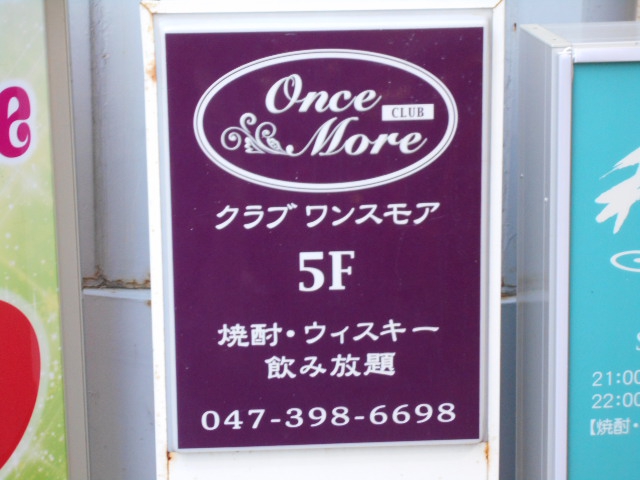 Once
CLUB
More
クラブ ワンスモア
5F
焼酎・ウィスキー
飲み放題
047-398-6698
21:00
22:00
【焼酎・